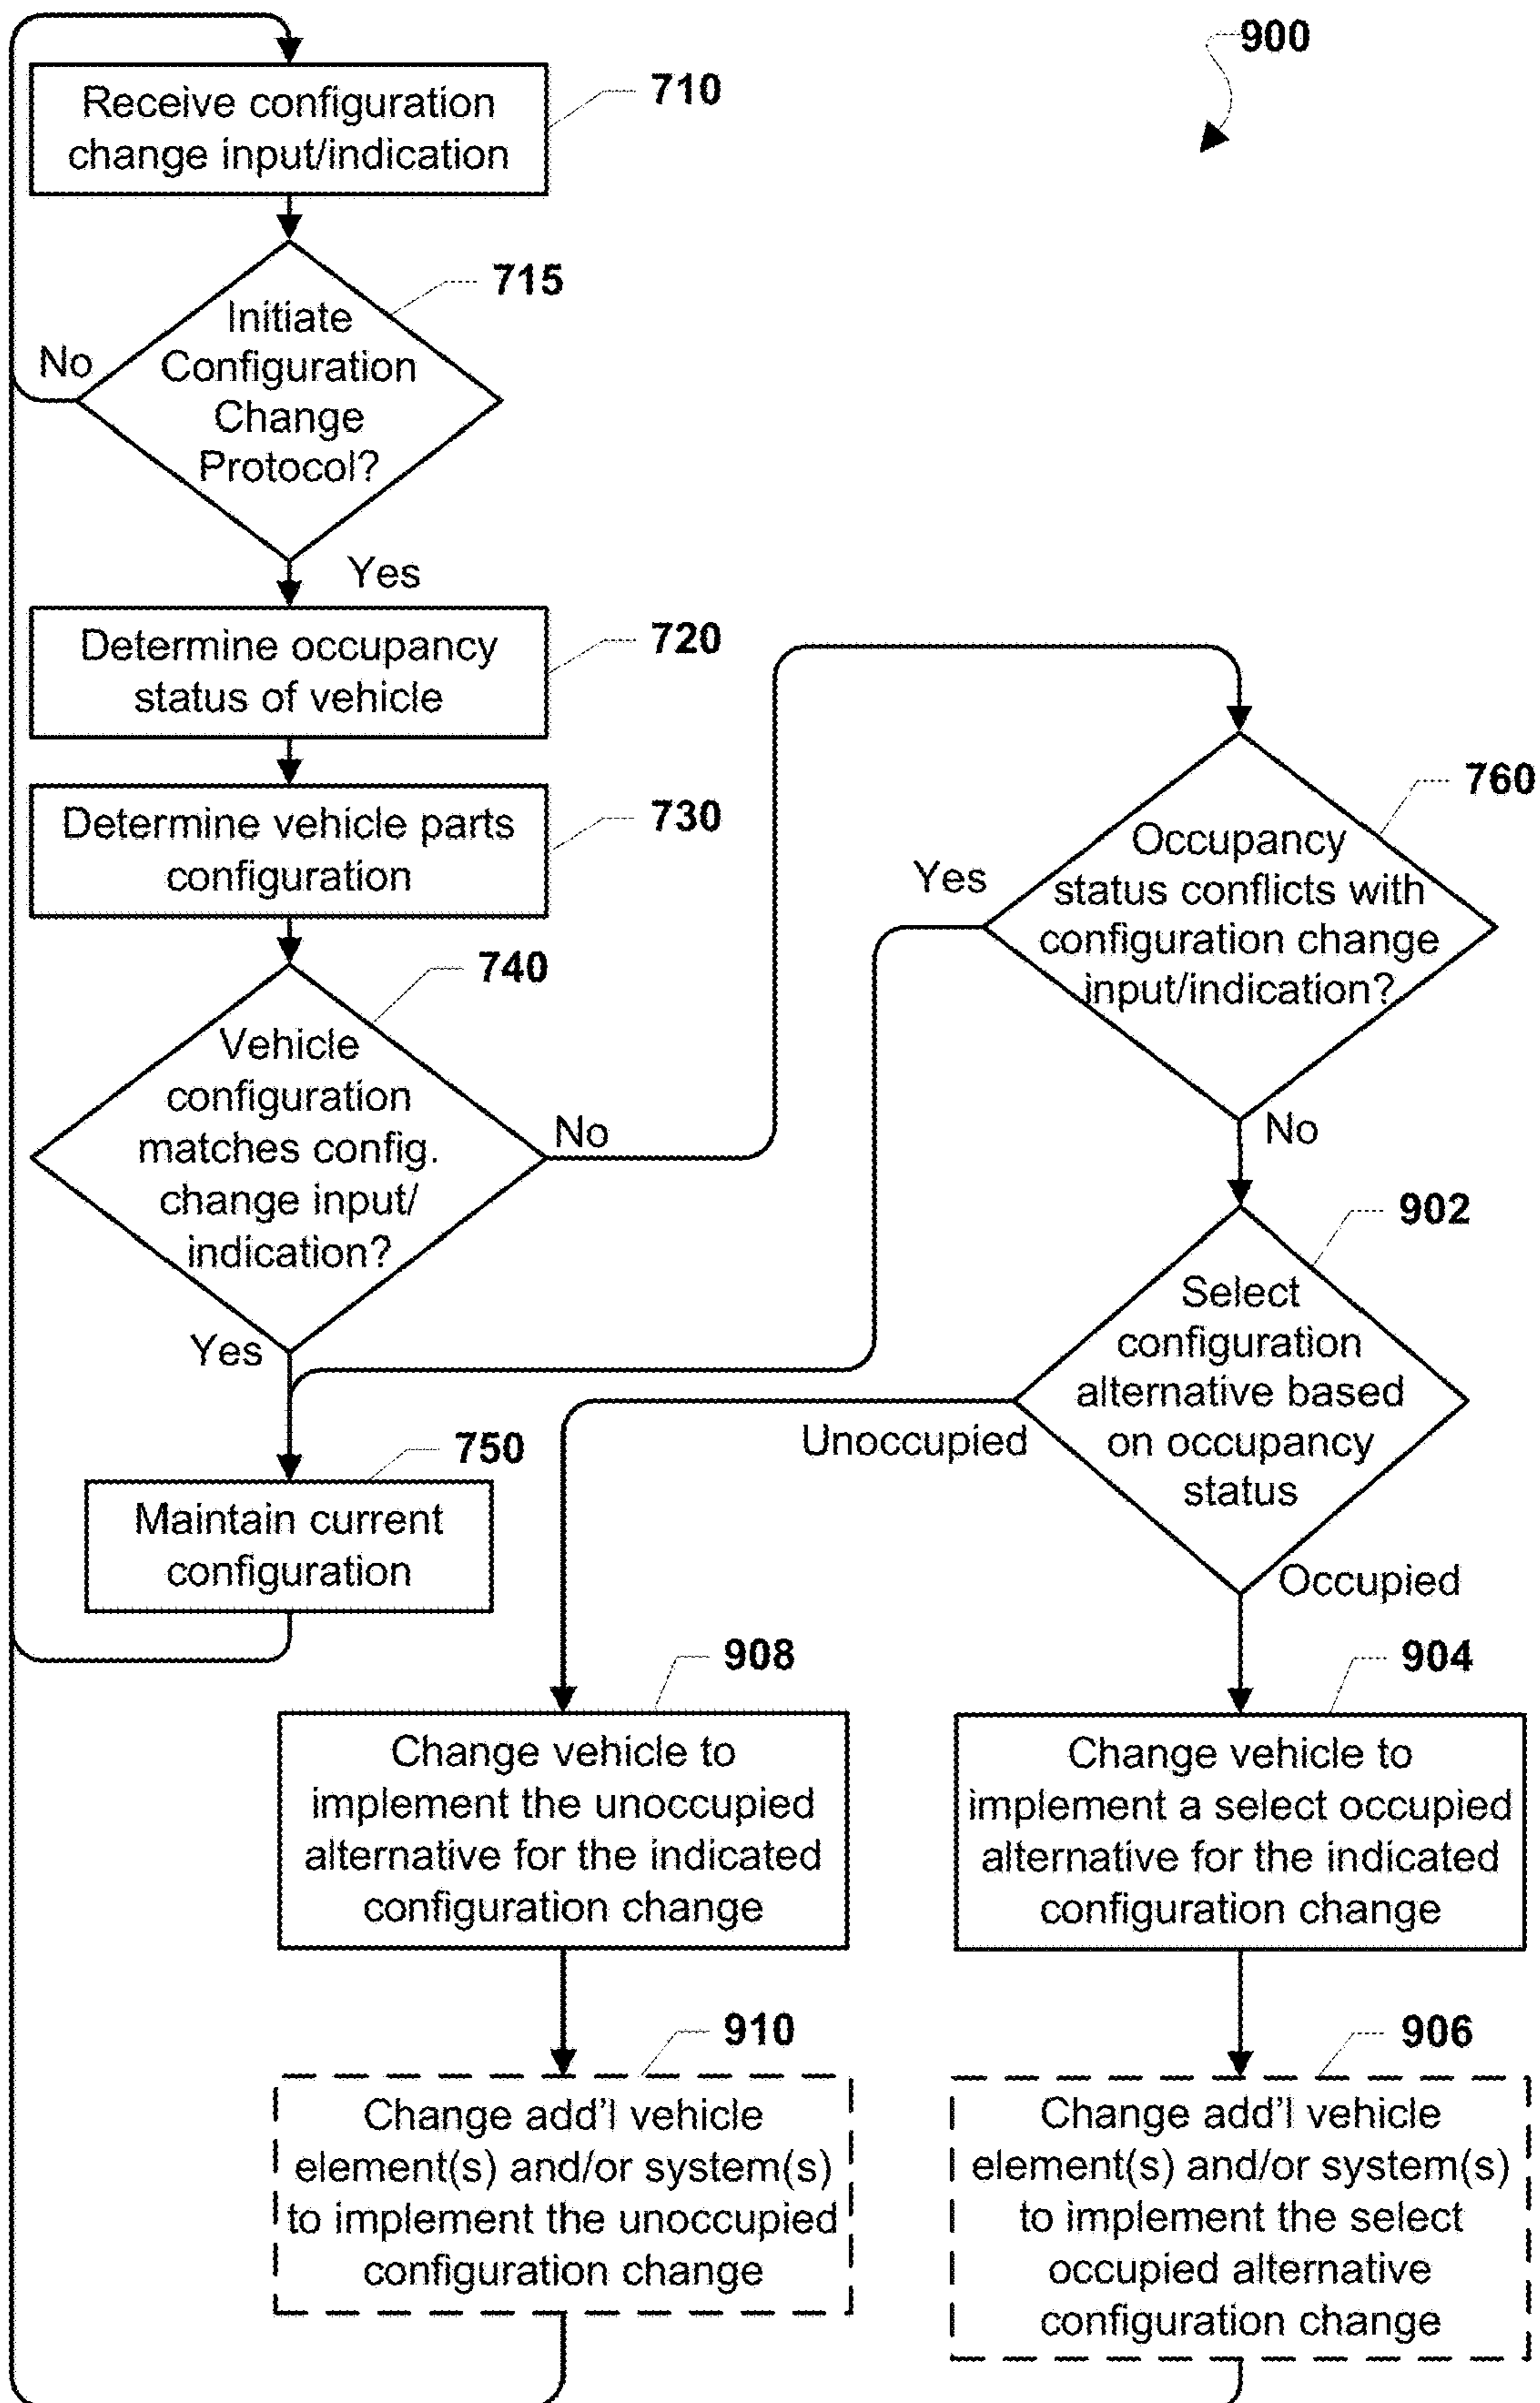 900
Receive configuration
change input/indication
710
715
Initiate
Configuration
Change
Protocol?
No
Yes
Determine occupancy
status of vehicle
720
Determine vehicle parts
configuration
730
740
Vehicle
configuration
matches config.
change input/
indication?
No
Yes
750
Maintain current
configuration
760
Occupancy
status conflicts with
configuration change
input/indication?
Yes
No
902
Select
configuration
alternative based
on occupancy
status
Unoccupied
Occupied
908
Change vehicle to
implement the unoccupied
alternative for the indicated
configuration change
904
Change vehicle to
implement a select occupied
alternative for the indicated
configuration change
910
Change add'l vehicle
element(s) and/or system(s)
to implement the unoccupied
configuration change
906
Change add'l vehicle
element(s) and/or system(s)
to implement the select
occupied alternative
configuration change